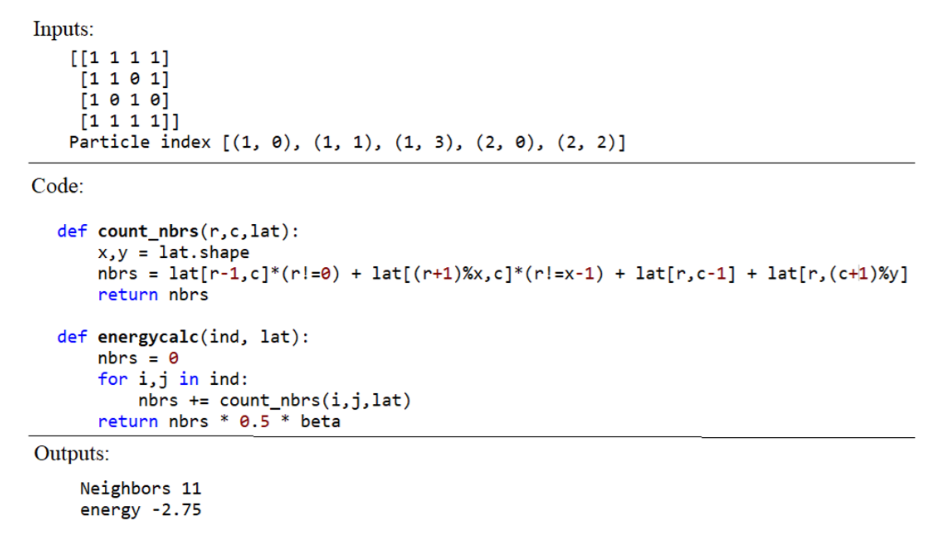 Inputs:
[[1 1 1 1]
[1 1 0 1]
[1 0 1 0]
[1 1 1 1]]
Particle index [(1, 0), (1, 1), (1, 3), (2, 0), (2, 2)]
Code:
def count_nbrs(r,c,lat):
x,y = lat.shape
nbrs = lat[r-1,c]*(r!=0) + lat[(r+1)%x,c]*(r!=x-1) + lat[r,c-1] + lat[r,(c+1)%y]
return nbrs
def energycalc(ind, lat):
nbrs = 0
for i,j in ind:
nbrs += count_nbrs(i,j,lat)
return nbrs * 0.5 * beta
Outputs:
Neighbors 11
energy -2.75